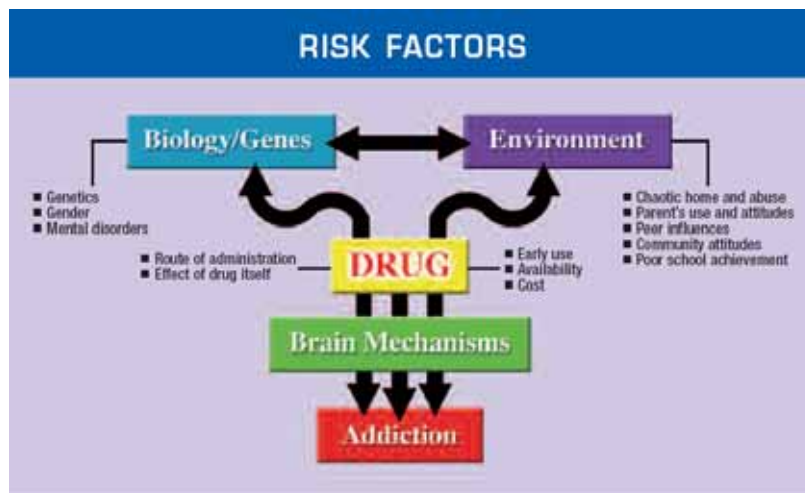 RISK FACTORS
Biology/Genes
Environment
■ Genetics
■ Gender
■ Mental disorders
■ Chaotic home and abuse
■ Parent's use and attitudes
■ Peer influences
■ Community attitudes
■ Poor school achievement
■ Route of administration
■ Effect of drug itself
DRUG
■ Early use
■ Availability
■ Cost
Brain Mechanisms
Addiction